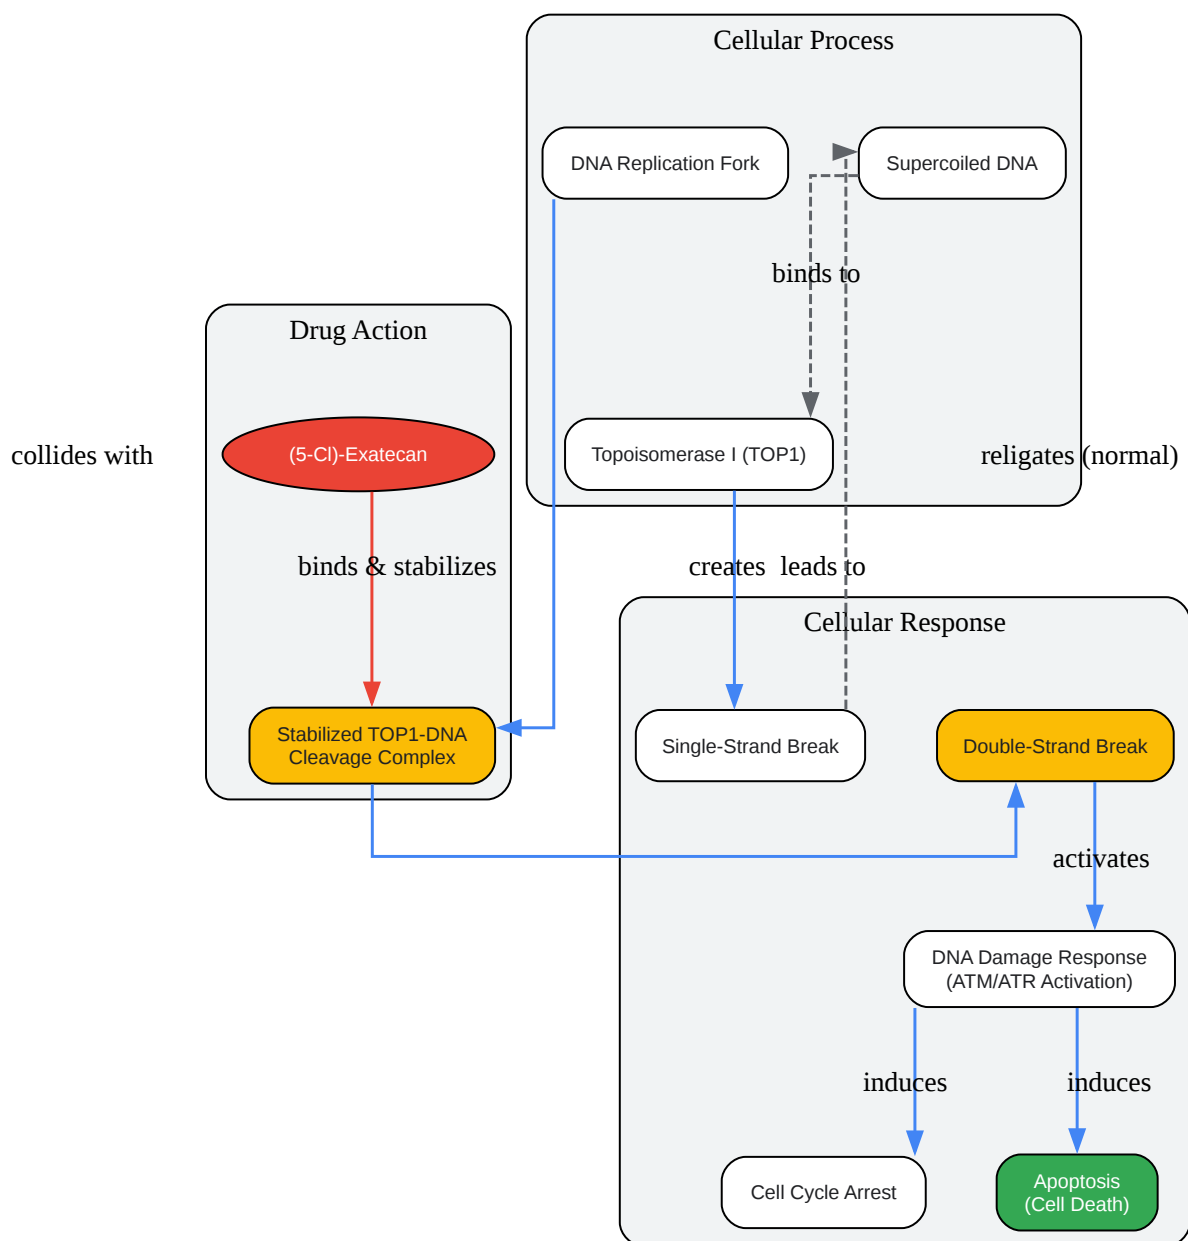 Cellular Process
DNA Replication Fork
Supercoiled DNA
binds to
Drug Action
collides with
(5-Cl)-Exatecan
Topoisomerase I (TOP1)
religates (normal)
binds & stabilizes
creates
leads to
Cellular Response
Stabilized TOP1-DNA
Cleavage Complex
Single-Strand Break
Double-Strand Break
activates
DNA Damage Response
(ATM/ATR Activation)
induces
induces
Cell Cycle Arrest
Apoptosis
(Cell Death)